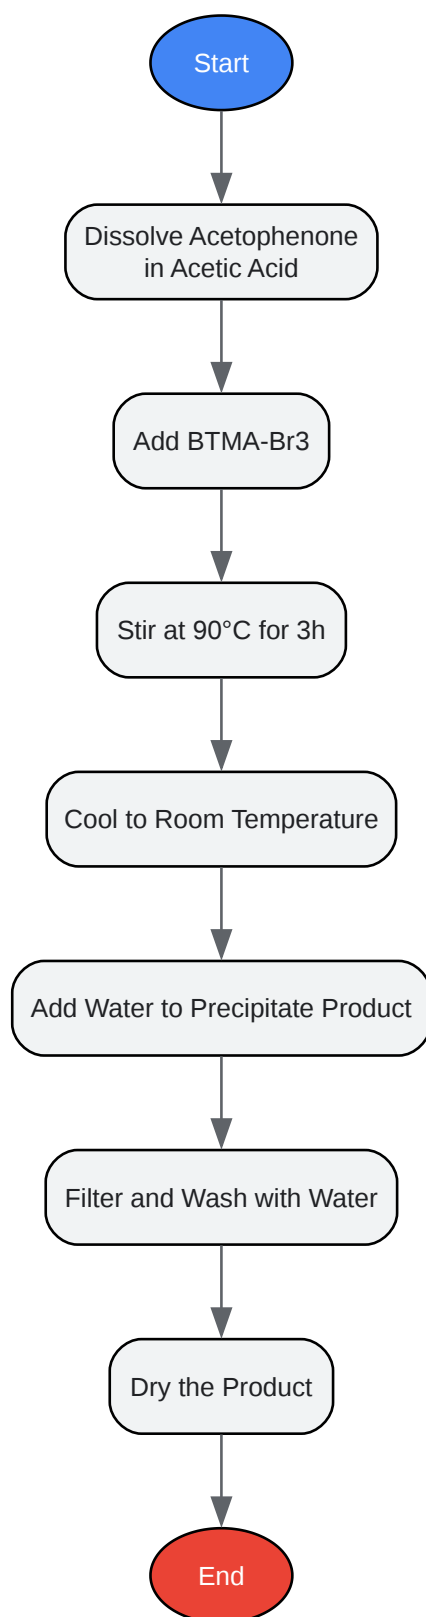 Start
Dissolve Acetophenone
in Acetic Acid
Add BTMA-Br3
Stir at 90°C for 3h
Cool to Room Temperature
Add Water to Precipitate Product
Filter and Wash with Water
Dry the Product
End